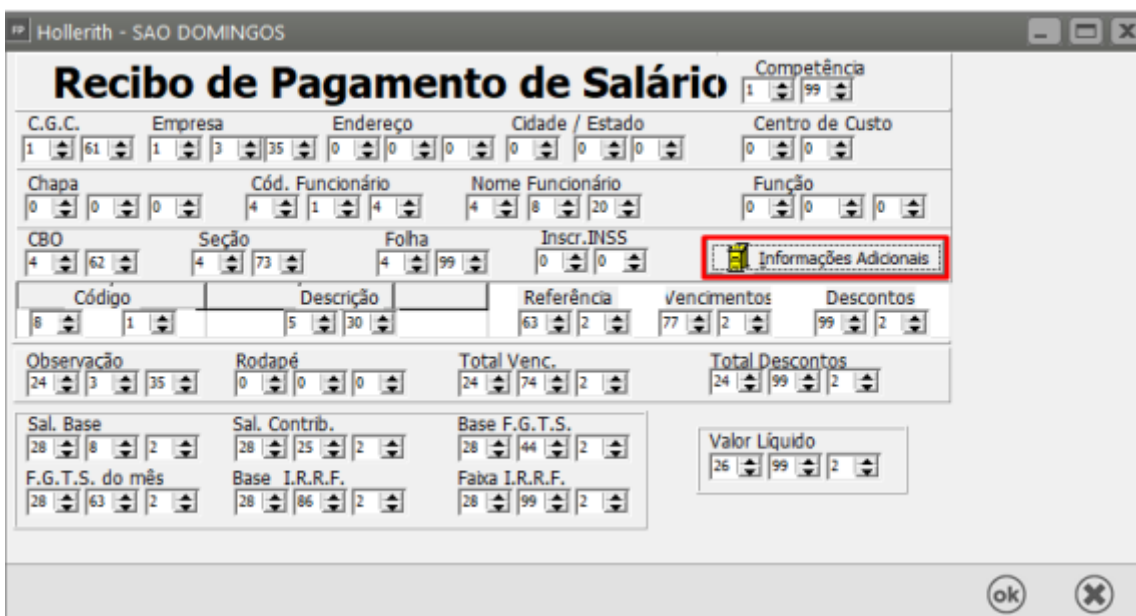 FP Hollerith - SAO DOMINGOS
Recibo de Pagamento de Salário
Competência
1 99
C.G.C. Empresa Endereço Cidade / Estado Centro de Custo
1 61 1 3 35 0 0 0 0 0 0 0 0
Chapa Cód. Funcionário Nome Funcionário Função
0 0 0 4 1 4 4 8 20 0 0 0
CBO Seção Folha Inscr.INSS
4 62 4 73 4 99 0 0 Informações Adicionais
Código Descrição Referência Vencimentos Descontos
8 1 5 30 63 2 77 2 99 2
Observação Rodapé Total Venc. Total Descontos
24 3 35 0 0 0 24 74 2 24 99 2
Sal. Base Sal. Contrib. Base F.G.T.S. Valor Líquido
28 8 2 28 25 2 28 44 2 26 99 2
F.G.T.S. do mês Base I.R.R.F. Faixa I.R.R.F.
28 63 2 28 86 2 28 99 2
ok